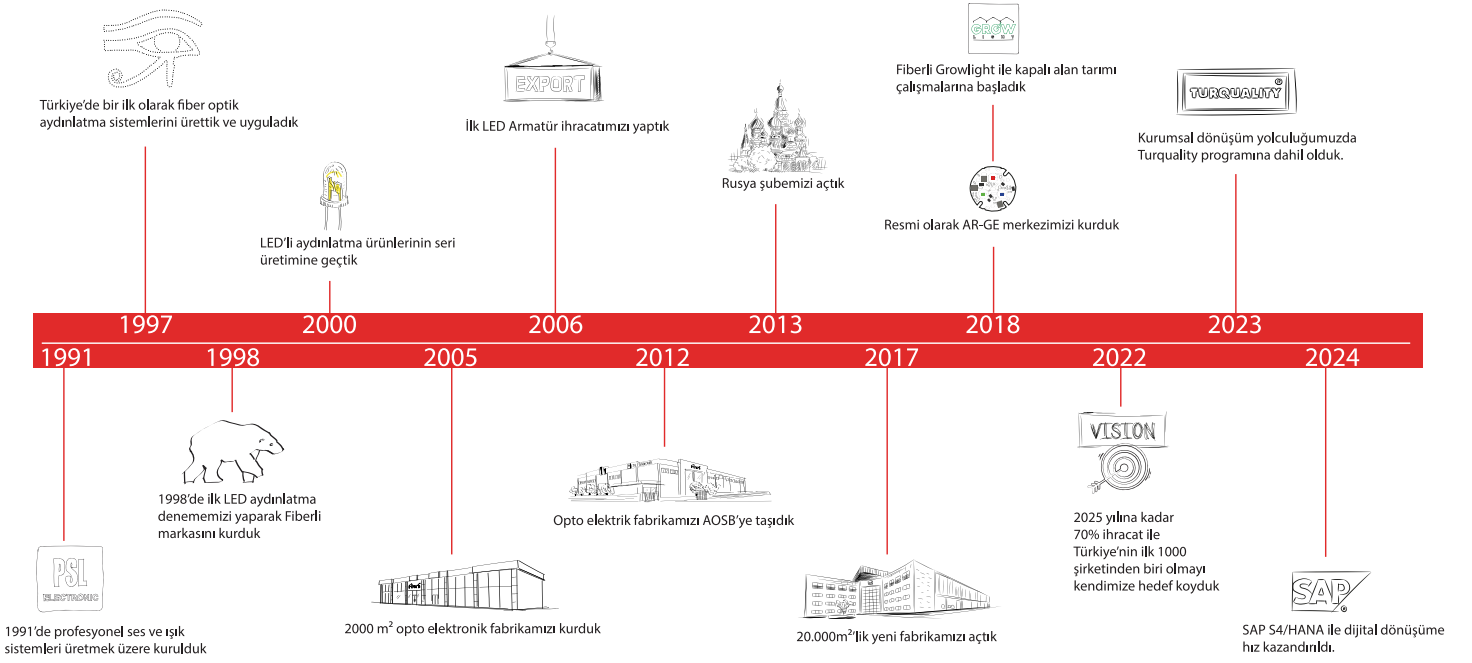 GROW
LIGHT
Fiberli Growlight ile kapalı alan tarımı
çalışmalarına başladık
Türkiye'de bir ilk olarak fiber optik
aydınlatma sistemlerini ürettik ve uyguladık
EXPORT
İlk LED Armatür ihracatımızı yaptık
TURQUALITY®
Kurumsal dönüşüm yolculuğumuzda
Turquality programına dahil olduk.
Rusya şubemizi açtık
Resmi olarak AR-GE merkezimizi kurduk
LED'li aydınlatma ürünlerinin seri
üretimine geçtik
1997 2000 2006 2013 2018 2023
1991 1998 2005 2012 2017 2022 2024
VISION
1998'de ilk LED aydınlatma
denememizi yaparak Fiberli
markasını kurduk
Opto elektrik fabrikamızı AOSB'ye taşıdık
2025 yılına kadar
70% ihracat ile
Türkiye'nin ilk 1000
şirketinden biri olmayı
kendimize hedef koyduk
PSL
ELECTRONIC
1991'de profesyonel ses ve ışık
sistemleri üretmek üzere kurulduk
2000 m² opto elektronik fabrikamızı kurduk
20.000m²'lik yeni fabrikamızı açtık
SAP®
SAP S4/HANA ile dijital dönüşüme
hız kazandırıldı.